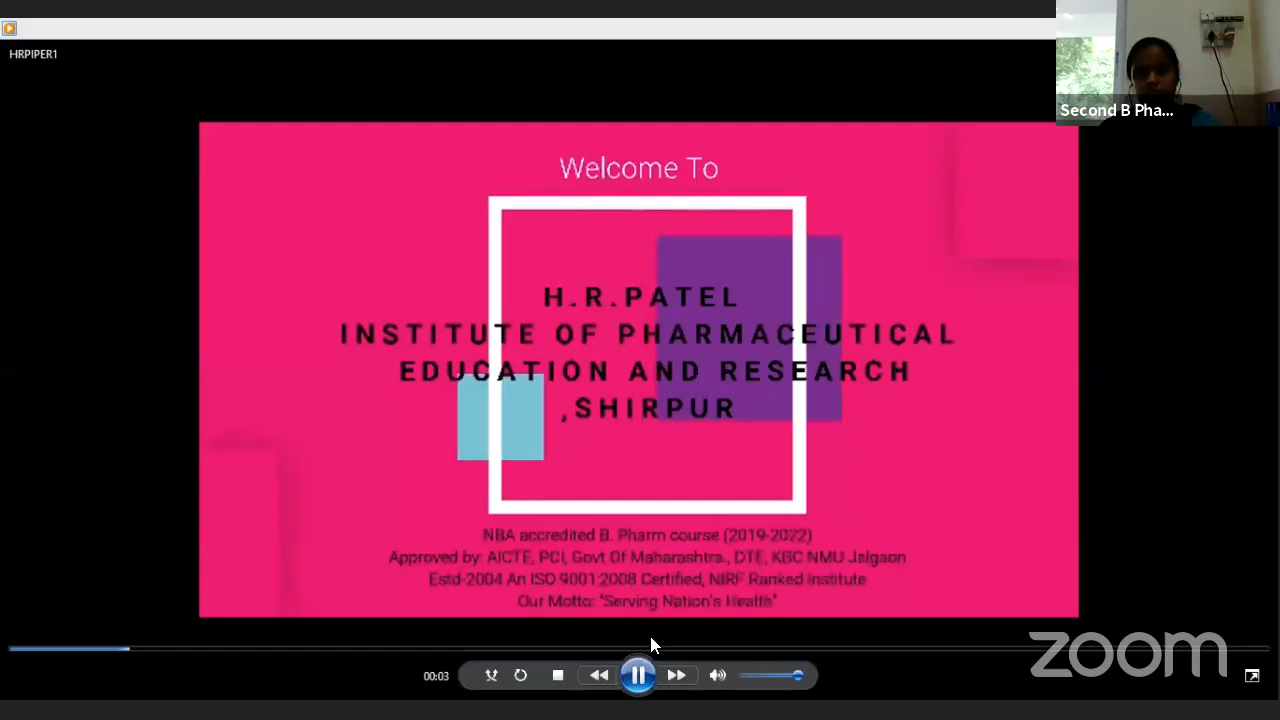 HRPIPER1
Second B Pha...
Welcome To
H.R.PATEL
INSTITUTE OF PHARMACEUTICAL
EDUCATION AND RESEARCH
,SHIRPUR
NBA accredited B. Pharm course (2019-2022)
Approved by: AICTE, PCI, Govt Of Maharashtra., DTE, KBC NMU Jalgaon
Estd-2004 An ISO 9001:2008 Certified, NIRF Ranked Institute
Our Motto: "Serving Nation's Health"
zoom
00:03